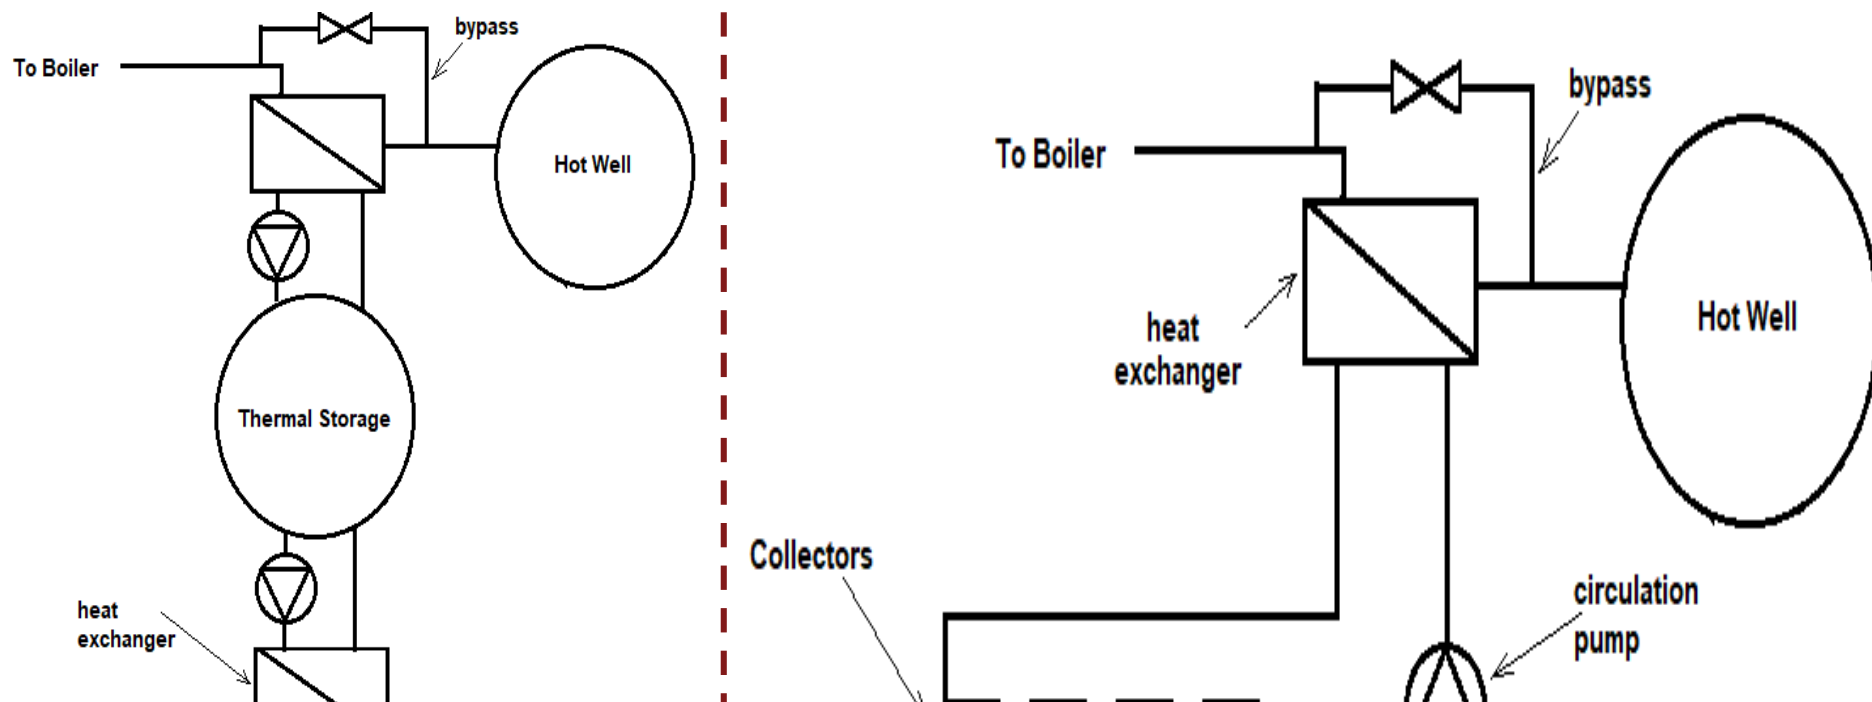 bypass
To Boiler
Hot Well
Thermal Storage
heat
exchanger
bypass
To Boiler
Hot Well
heat
exchanger
Collectors
circulation
pump